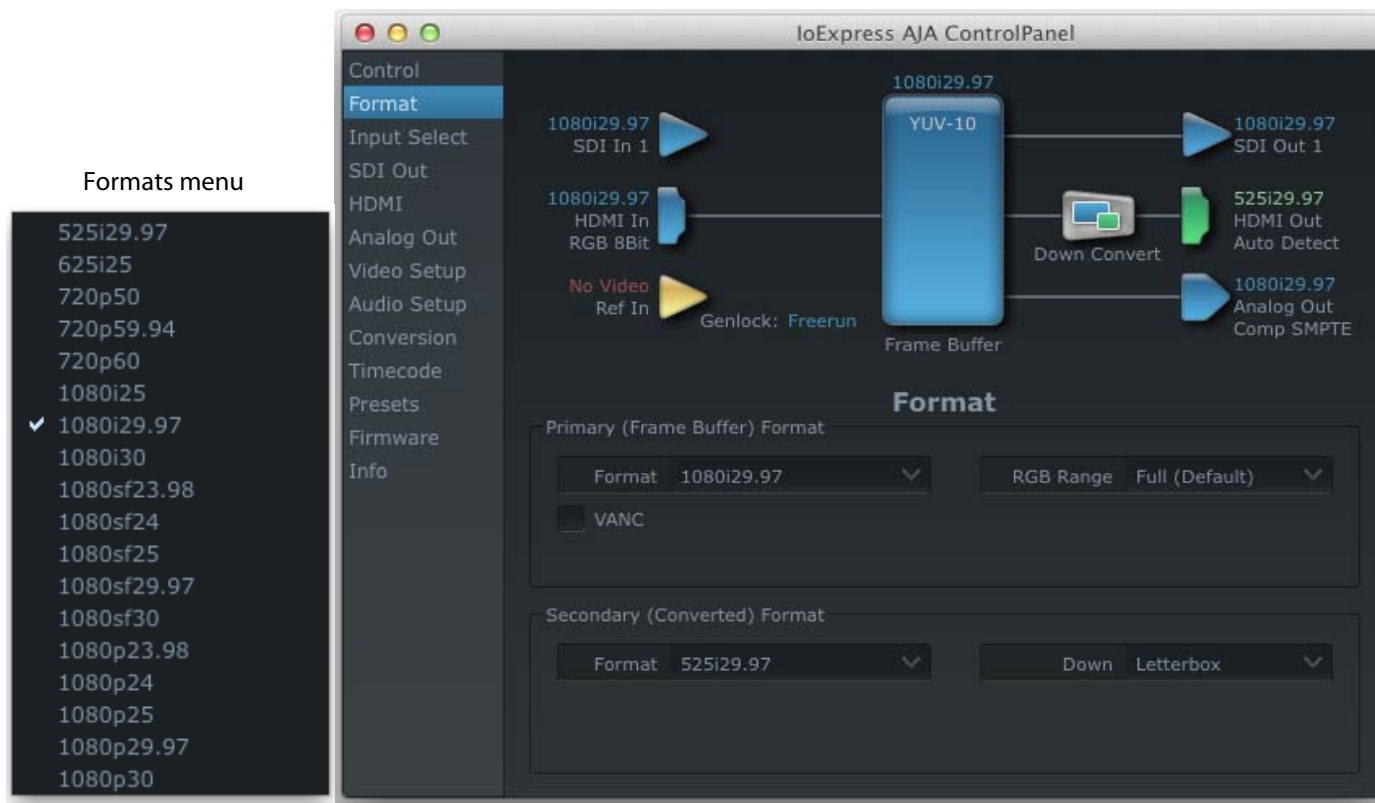 Formats menu
525i29.97
625i25
720p50
720p59.94
720p60
1080i25
1080i29.97
1080i30
1080sf23.98
1080sf24
1080sf25
1080sf29.97
1080sf30
1080p23.98
1080p24
1080p25
1080p29.97
1080p30
IoExpress AJA ControlPanel
Control
Format
Input Select
SDI Out
HDMI
Analog Out
Video Setup
Audio Setup
Conversion
Timecode
Presets
Firmware
Info
1080i29.97
YUV-10
Frame Buffer
1080i29.97
SDI In 1
1080i29.97
HDMI In
RGB 8Bit
No Video
Ref In
Genlock: Freerun
Down Convert
1080i29.97
SDI Out 1
525i29.97
HDMI Out
Auto Detect
1080i29.97
Analog Out
Comp SMPTE
Format
Primary (Frame Buffer) Format
Format 1080i29.97
RGB Range Full (Default)
VANC
Secondary (Converted) Format
Format 525i29.97
Down Letterbox